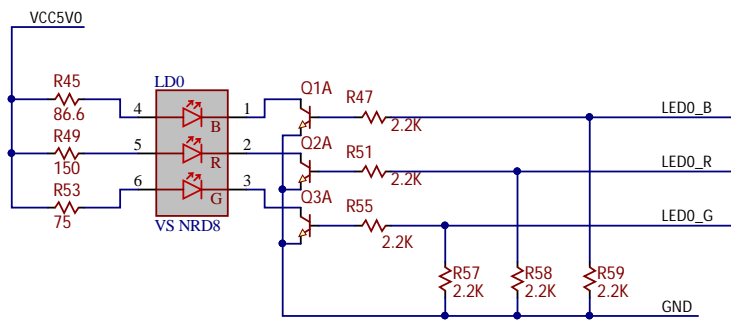 VCC5V0
R45
86.6
R49
150
R53
75
LD0
4
5
6
B
R
G
1
2
3
VS NRD8
Q1A
Q2A
Q3A
R47
2.2K
R51
2.2K
R55
2.2K
LED0_B
LED0_R
LED0_G
R57
2.2K
R58
2.2K
R59
2.2K
GND